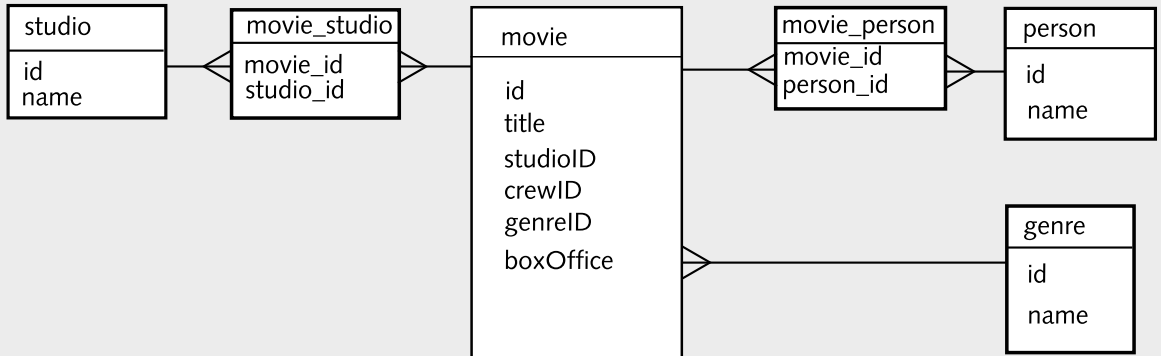 studio
id
name
movie_studio
movie_id
studio_id
movie
id
title
studioID
crewID
genreID
boxOffice
movie_person
movie_id
person_id
person
id
name
genre
id
name